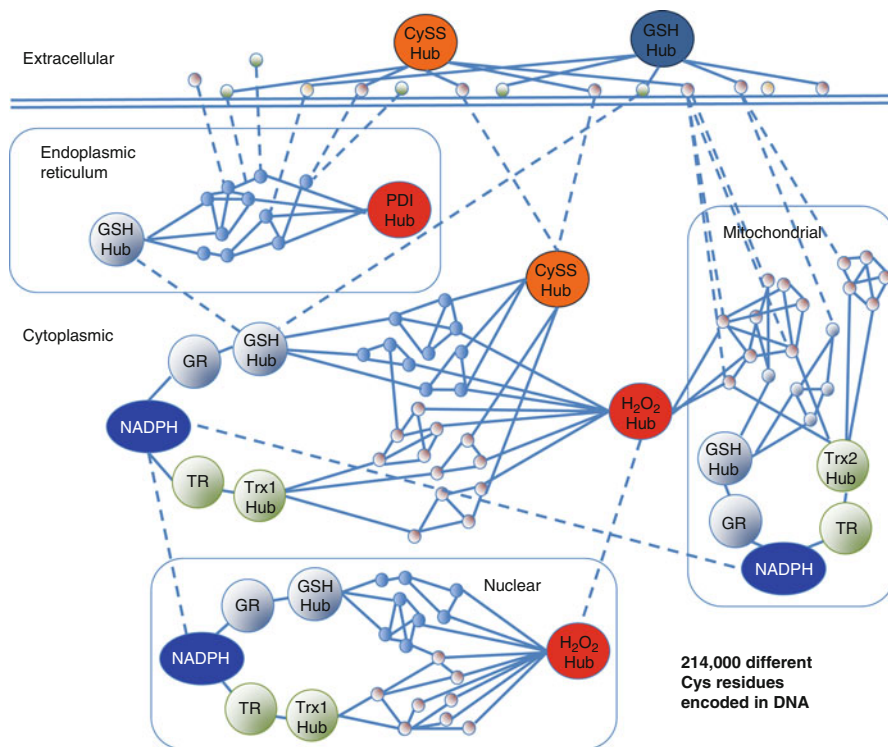 CySS
Hub
GSH
Hub
Extracellular
Endoplasmic
reticulum
PDI
Hub
GSH
Hub
Mitochondrial
CySS
Hub
Cytoplasmic
GSH
Hub
GR
H₂O₂
Hub
NADPH
GSH
Hub
Trx2
Hub
TR
Trx1
Hub
GR
TR
NADPH
Nuclear
GSH
Hub
GR
H₂O₂
Hub
NADPH
214,000 different
Cys residues
encoded in DNA
TR
Trx1
Hub